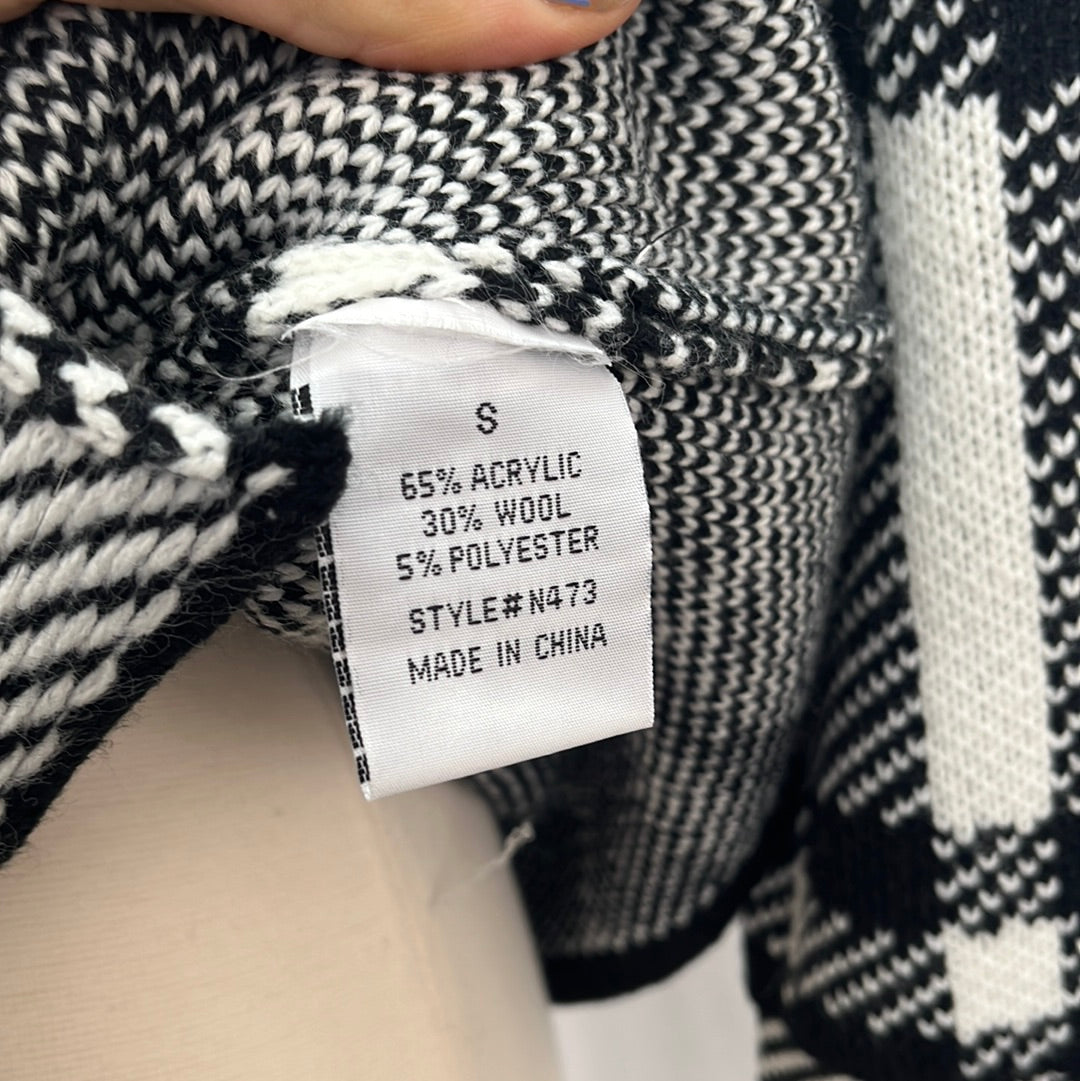 S
65% ACRYLIC
30% WOOL
5% POLYESTER
STYLE#N473
MADE IN CHINA